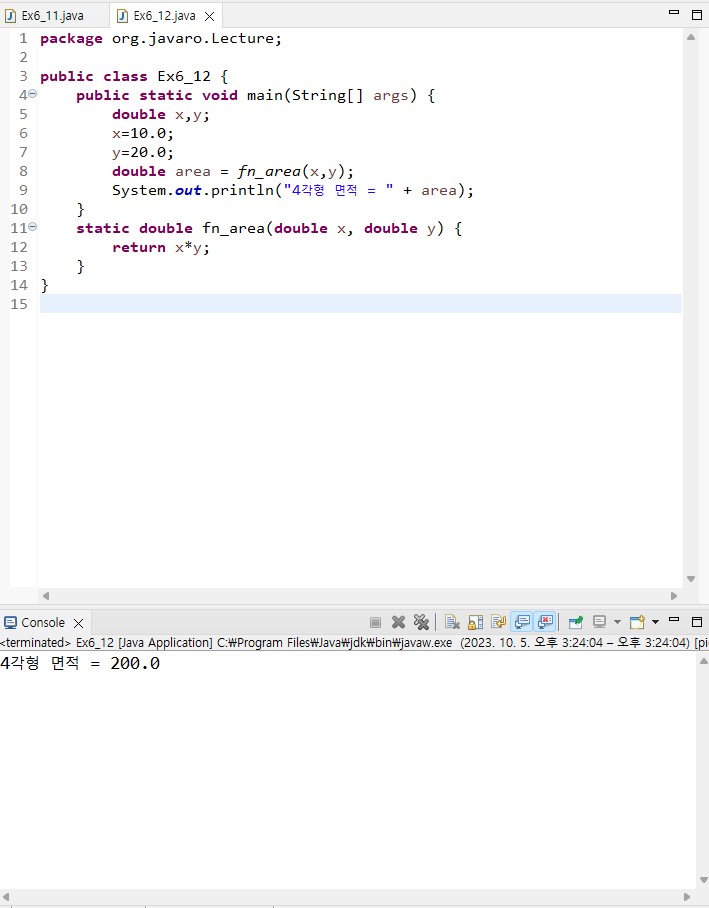 Ex6_11.java
Ex6_12.java
1 package org.javaro.Lecture;
2
3 public class Ex6_12 {
4 public static void main(String[] args) {
5 double x,y;
6 x=10.0;
7 y=20.0;
8 double area = fn_area(x,y);
9 System.out.println("4각형 면적 = " + area);
10 }
11 static double fn_area(double x, double y) {
12 return x*y;
13 }
14 }
15
Console
<terminated> Ex6_12 [Java Application] C:₩Program Files₩Java₩jdk₩bin₩javaw.exe (2023. 10. 5. 오후 3:24:04 – 오후 3:24:04) [pi
4각형 면적 = 200.0